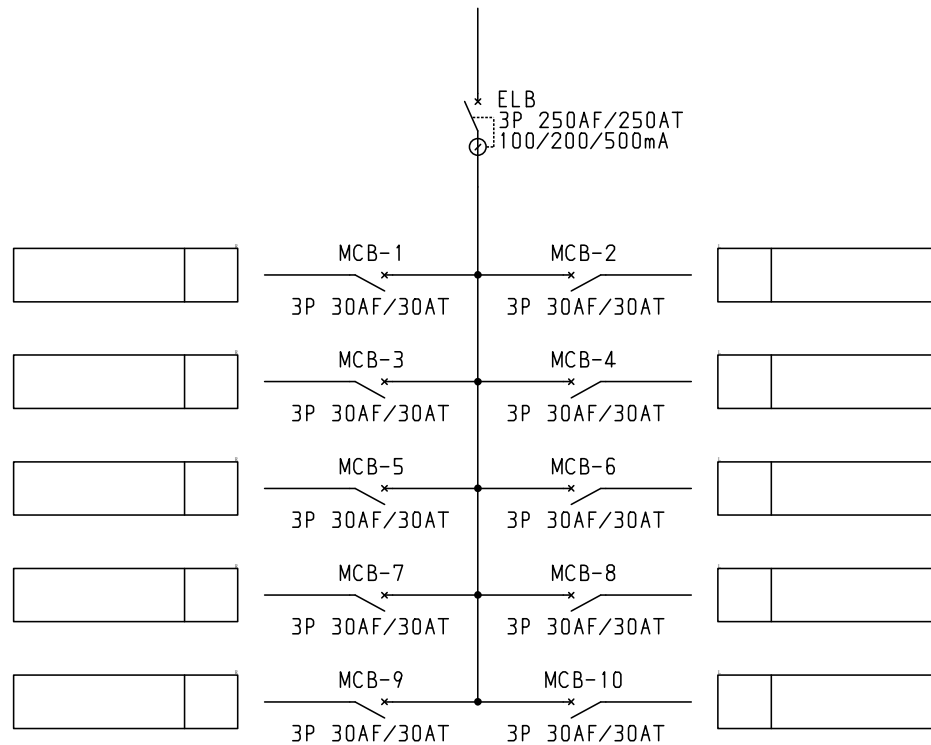 ELB
3P 250AF/250AT
100/200/500mA
MCB-1
MCB-2
3P 30AF/30AT
3P 30AF/30AT
MCB-3
MCB-4
3P 30AF/30AT
3P 30AF/30AT
MCB-5
MCB-6
3P 30AF/30AT
3P 30AF/30AT
MCB-7
MCB-8
3P 30AF/30AT
3P 30AF/30AT
MCB-9
MCB-10
3P 30AF/30AT
3P 30AF/30AT